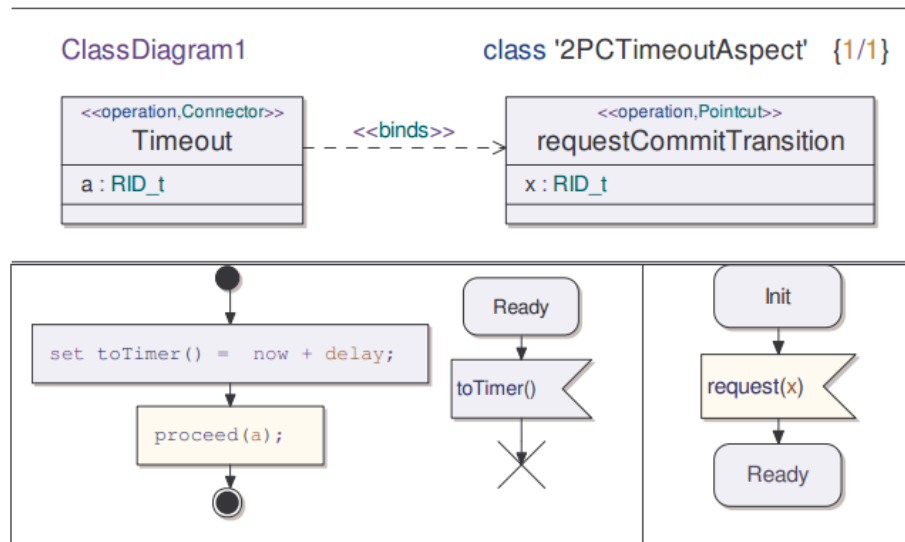 ClassDiagram1
class '2PCTimeoutAspect' {1/1}
<<operation,Connector>>
Timeout
a : RID_t
<<binds>>
<<operation,Pointcut>>
requestCommitTransition
x : RID_t
set toTimer() = now + delay;
proceed(a);
Ready
toTimer()
Init
request(x)
Ready